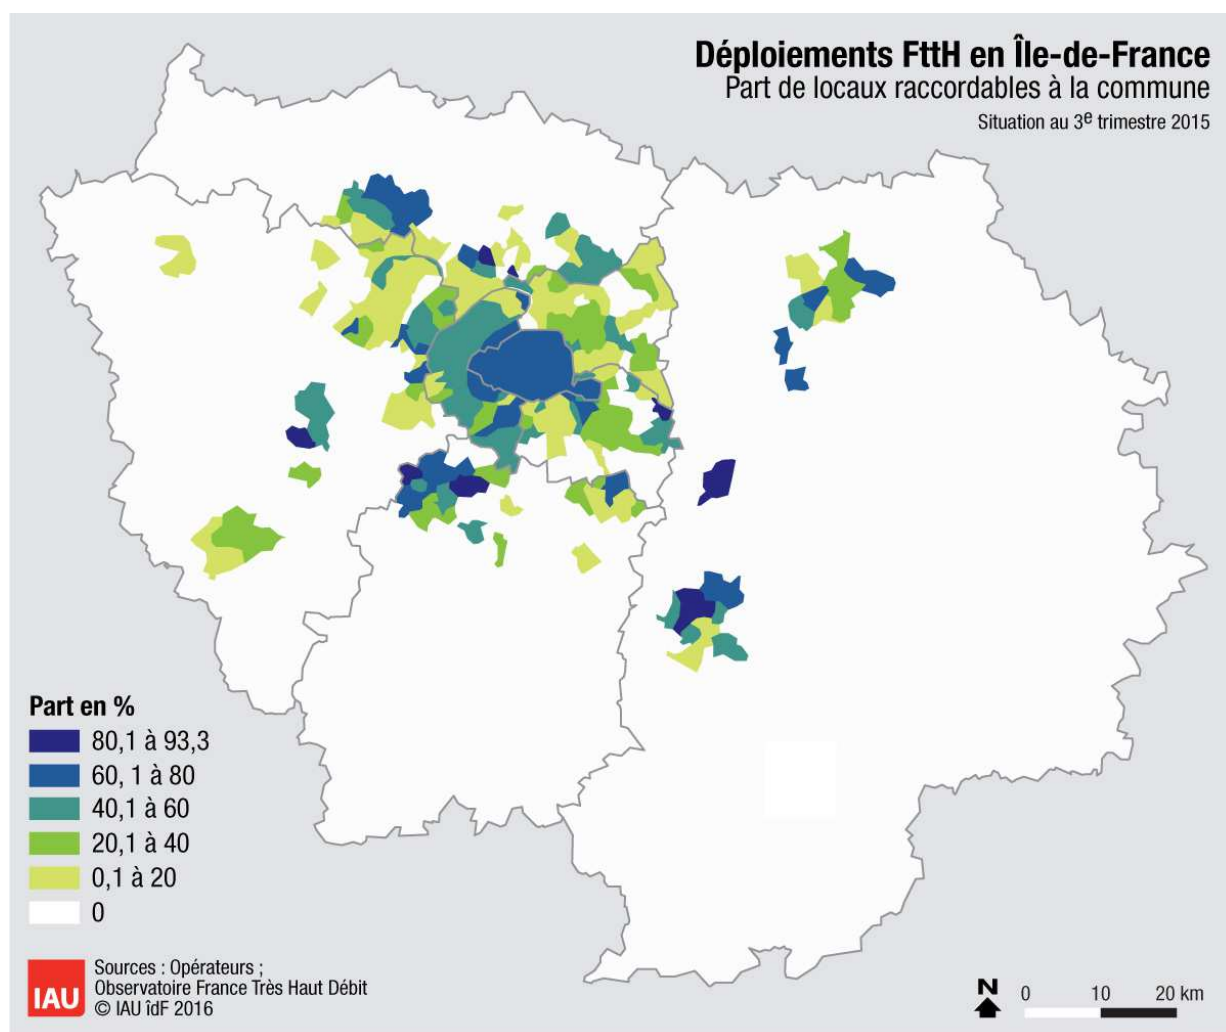 Déploiements FttH en Île-de-France
Part de locaux raccordables à la commune
Situation au 3e trimestre 2015
Part en %
80,1 à 93,3
60, 1 à 80
40,1 à 60
20,1 à 40
0,1 à 20
0
IAU
Sources : Opérateurs ;
Observatoire France Très Haut Débit
© IAU îdF 2016
N
0 10 20 km